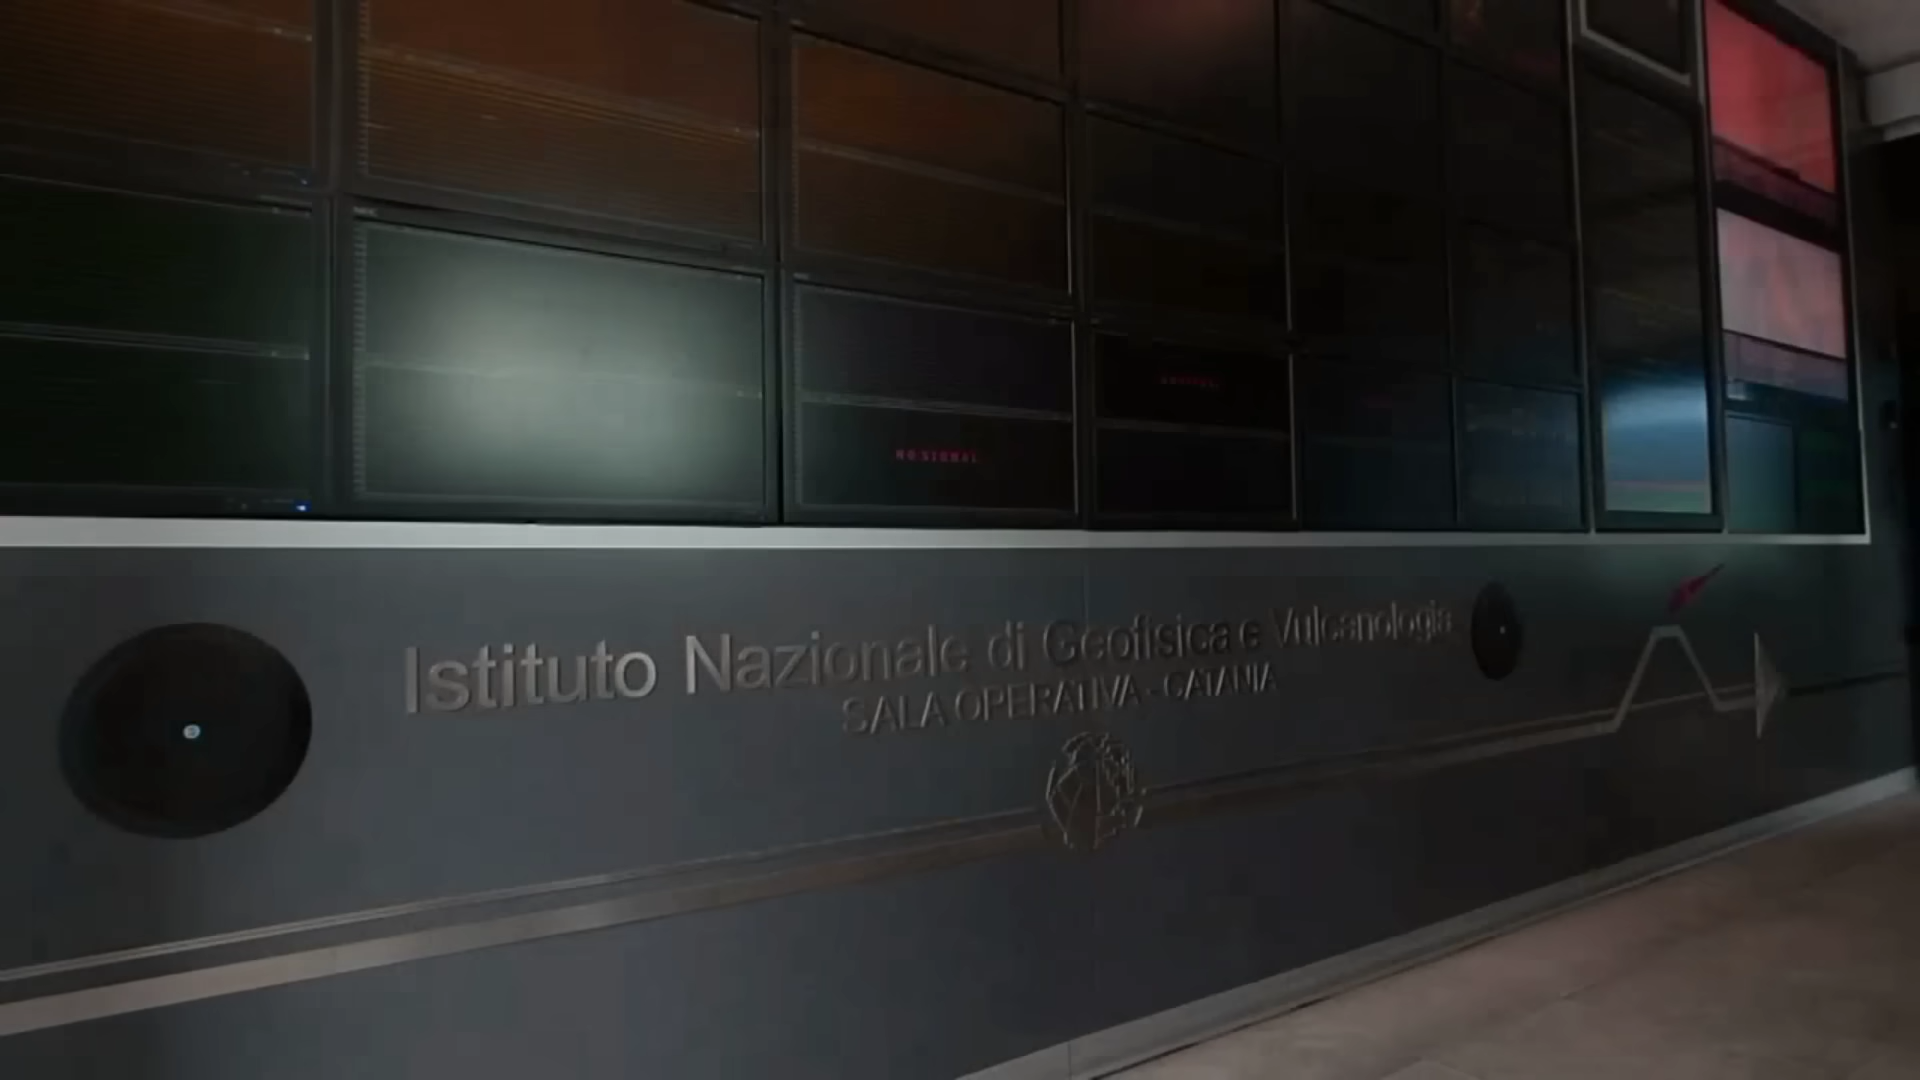 NO SIGNAL
Istituto Nazionale di Geofisica e Vulcanologia
SALA OPERATIVA - CATANIA